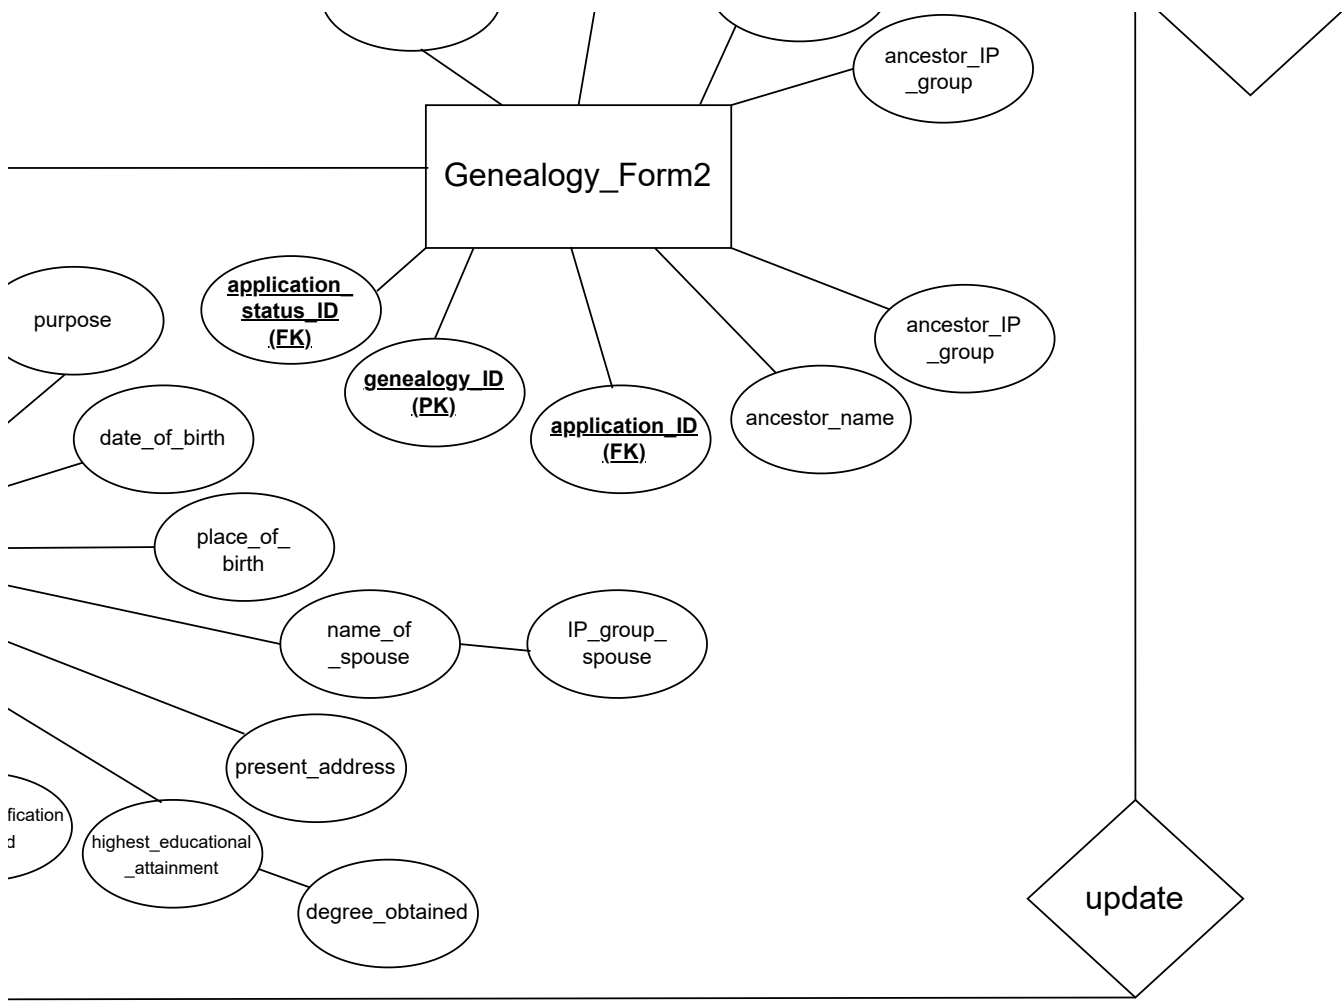 ancestor_IP
_group
Genealogy_Form2
application_
status_ID
(FK)
purpose
genealogy_ID
(PK)
ancestor_IP
_group
application_ID
(FK)
ancestor_name
date_of_birth
place_of_
birth
name_of
_spouse
IP_group_
spouse
present_address
fication
d
highest_educational
_attainment
degree_obtained
update